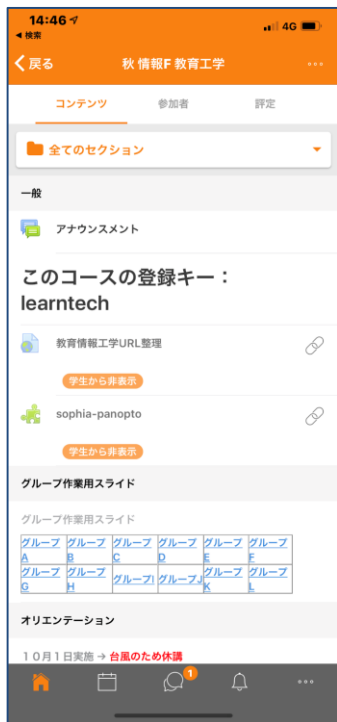 14:46
4G
◀ 検索
戻る
秋 情報F 教育工学
コンテンツ
参加者
評定
全てのセクション
一般
アナウンスメント
このコースの登録キー：
learntech
教育情報工学URL整理
学生から非表示
sophia-panopto
学生から非表示
グループ作業用スライド
グループ作業用スライド
グループA グループB グループC グループD グループE グループF
グループG グループH グループI グループJ グループK グループL
オリエンテーション
10月1日実施 → 台風のため休講
1